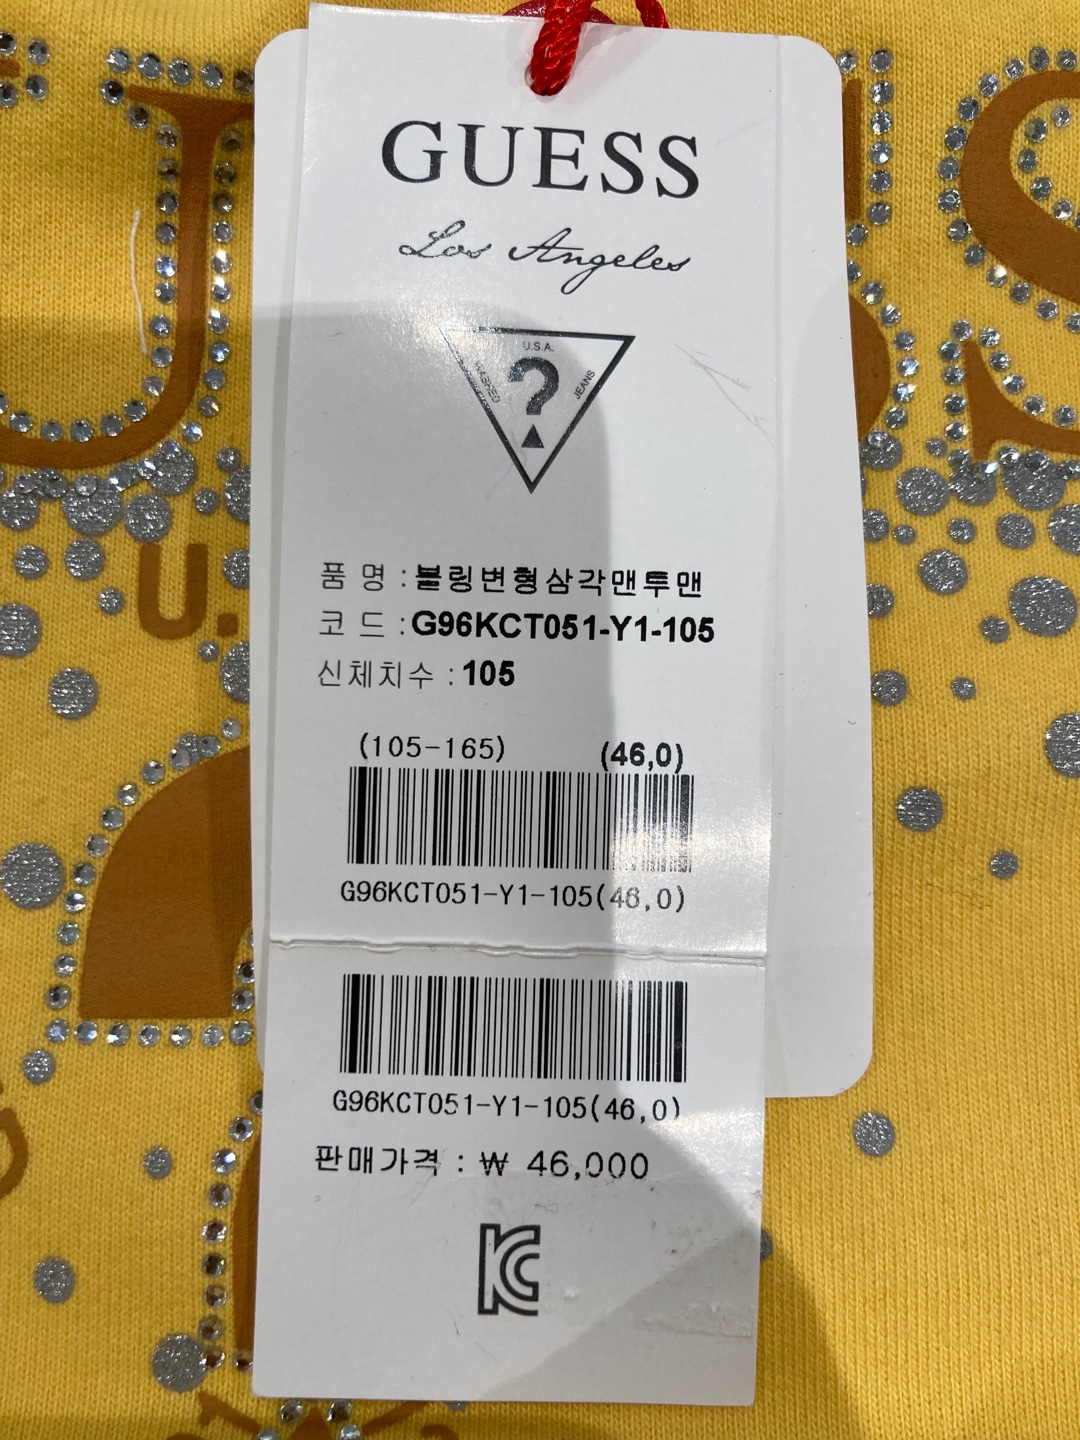 GUESS
Los Angeles
U.S.A.
?
GUESS
JEANS
품 명 : 블링변형삼각맨투맨
코 드 : G96KCT051-Y1-105
신체치수 : 105
(105-165) (46,0)
G96KCT051-Y1-105(46,0)
G96KCT051-Y1-105(46,0)
판매가격 : ₩ 46,000
KC
U.